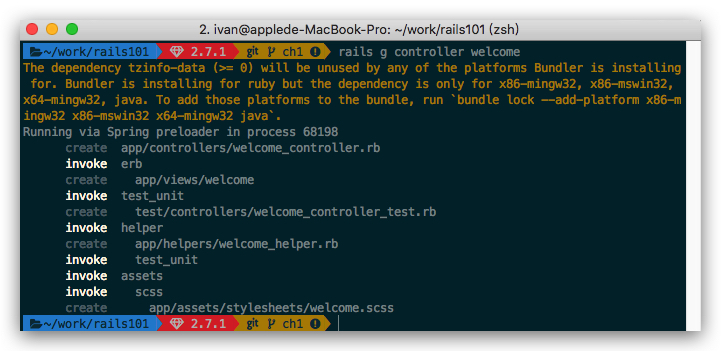 2. ivan@applede-MacBook-Pro: ~/work/rails101 (zsh)
~/work/rails101 2.7.1 git ch1 rails g controller welcome
The dependency tzinfo-data (>= 0) will be unused by any of the platforms Bundler is installing
for. Bundler is installing for ruby but the dependency is only for x86-mingw32, x86-mswin32,
x64-mingw32, java. To add those platforms to the bundle, run `bundle lock --add-platform x86-m
ingw32 x86-mswin32 x64-mingw32 java`.
Running via Spring preloader in process 68198
create app/controllers/welcome_controller.rb
invoke erb
create app/views/welcome
invoke test_unit
create test/controllers/welcome_controller_test.rb
invoke helper
create app/helpers/welcome_helper.rb
invoke test_unit
invoke assets
invoke scss
create app/assets/stylesheets/welcome.scss
~/work/rails101 2.7.1 git ch1